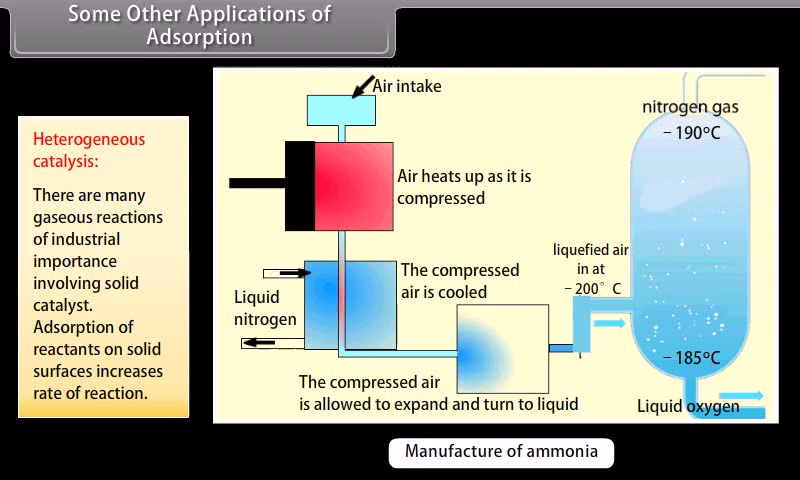 Some Other Applications of
Adsorption
Heterogeneous
catalysis:
There are many
gaseous reactions
of industrial
importance
involving solid
catalyst.
Adsorption of
reactants on solid
surfaces increases
rate of reaction.
Air intake
Air heats up as it is
compressed
The compressed
air is cooled
Liquid
nitrogen
The compressed air
is allowed to expand and turn to liquid
liquefied air
in at
– 200° C
nitrogen gas
– 190ºC
– 185ºC
Liquid oxygen
Manufacture of ammonia